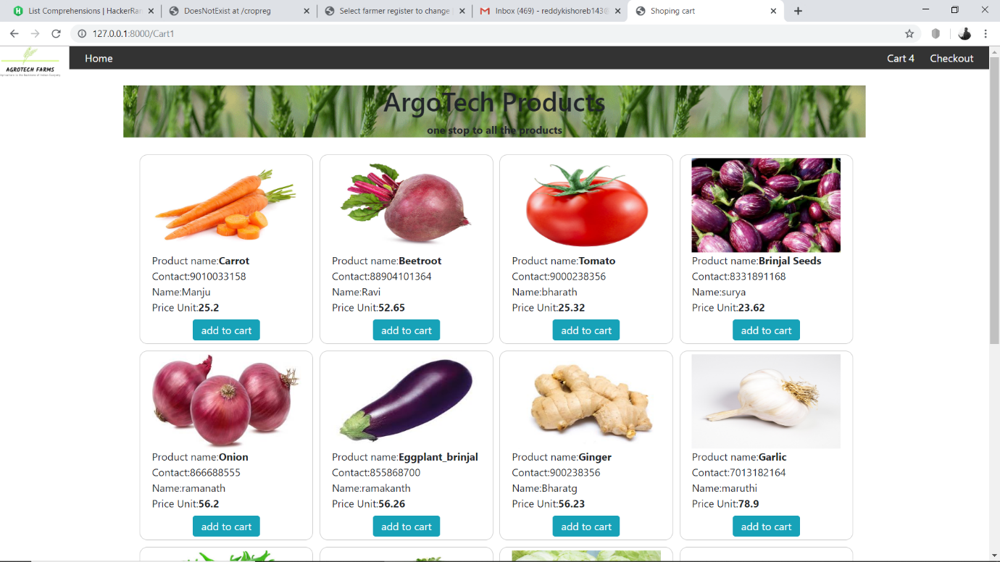 List Comprehensions | HackerRan
DoesNotExist at /cropreg
Select farmer register to change
Inbox (469) - reddykishoreb143@
Shoping cart
127.0.0.1:8000/Cart1
AGROTECH FARMS
Home
Cart 4
Checkout
ArgoTech Products
one stop to all the products
Product name:Carrot
Contact:9010033158
Name:Manju
Price Unit:25.2
add to cart
Product name:Beetroot
Contact:88904101364
Name:Ravi
Price Unit:52.65
add to cart
Product name:Tomato
Contact:9000238356
Name:bharath
Price Unit:25.32
add to cart
Product name:Brinjal Seeds
Contact:8331891168
Name:surya
Price Unit:23.62
add to cart
Product name:Onion
Contact:866688555
Name:ramanath
Price Unit:56.2
add to cart
Product name:Eggplant_brinjal
Contact:855868700
Name:ramakanth
Price Unit:56.26
add to cart
Product name:Ginger
Contact:900238356
Name:Bharatg
Price Unit:56.23
add to cart
Product name:Garlic
Contact:7013182164
Name:maruthi
Price Unit:78.9
add to cart